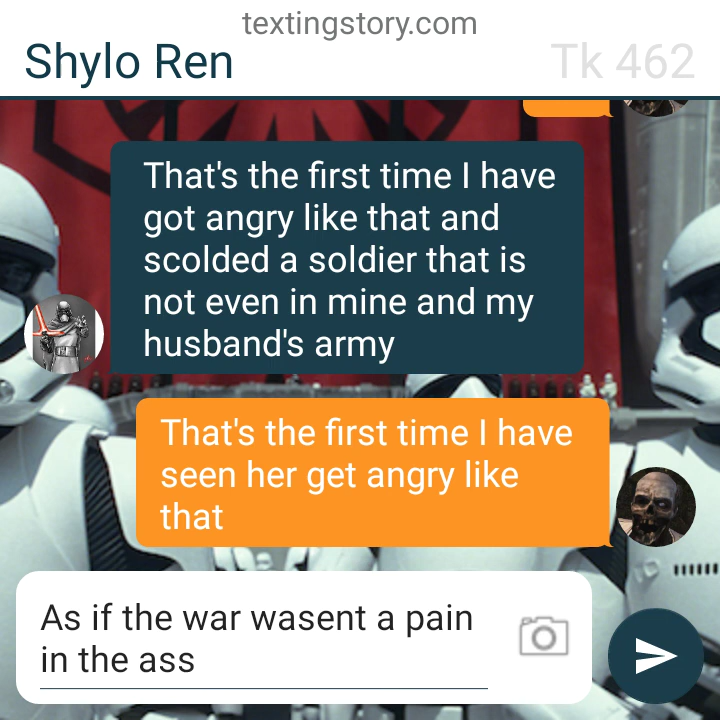 textingstory.com
Shylo Ren
Tk 462
That's the first time I have
got angry like that and
scolded a soldier that is
not even in mine and my
husband's army
That's the first time I have
seen her get angry like
that
As if the war wasent a pain
in the ass